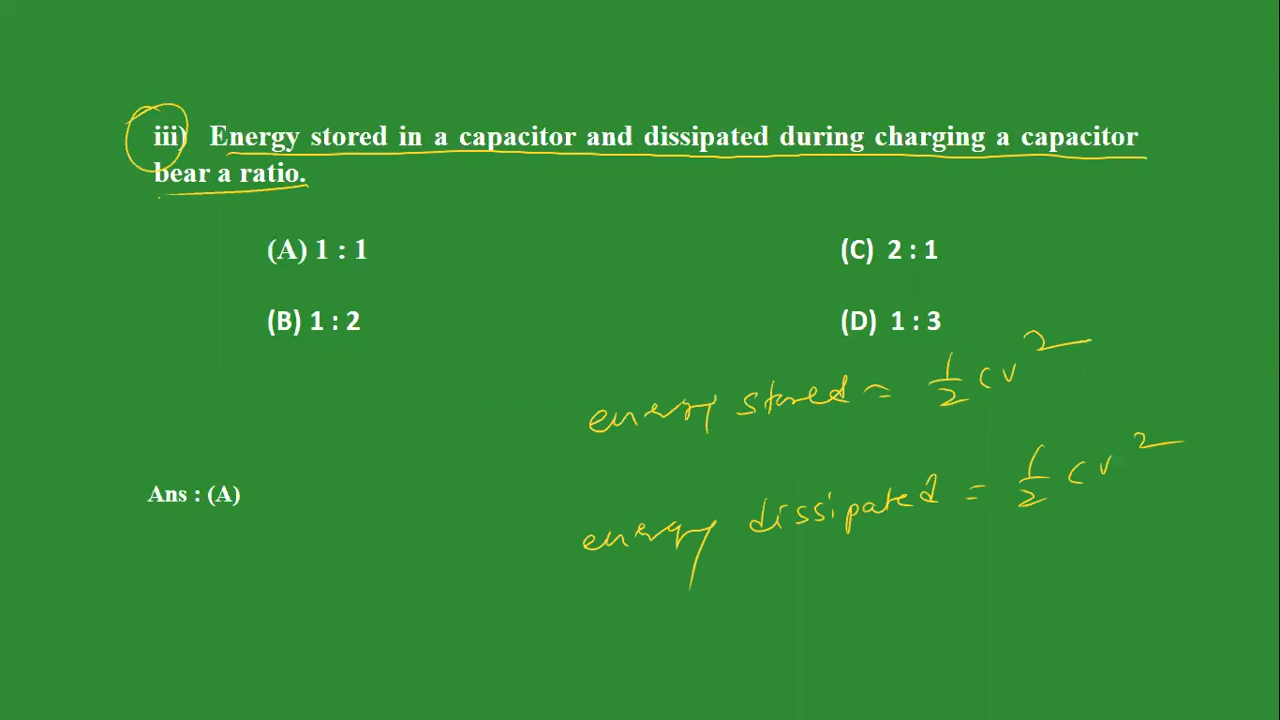 iii) Energy stored in a capacitor and dissipated during charging a capacitor
bear a ratio.
(A) 1 : 1
(C) 2 : 1
(B) 1 : 2
(D) 1 : 3
energy stored = 1/2 cv²
Ans : (A)
energy dissipated = 1/2 cv²